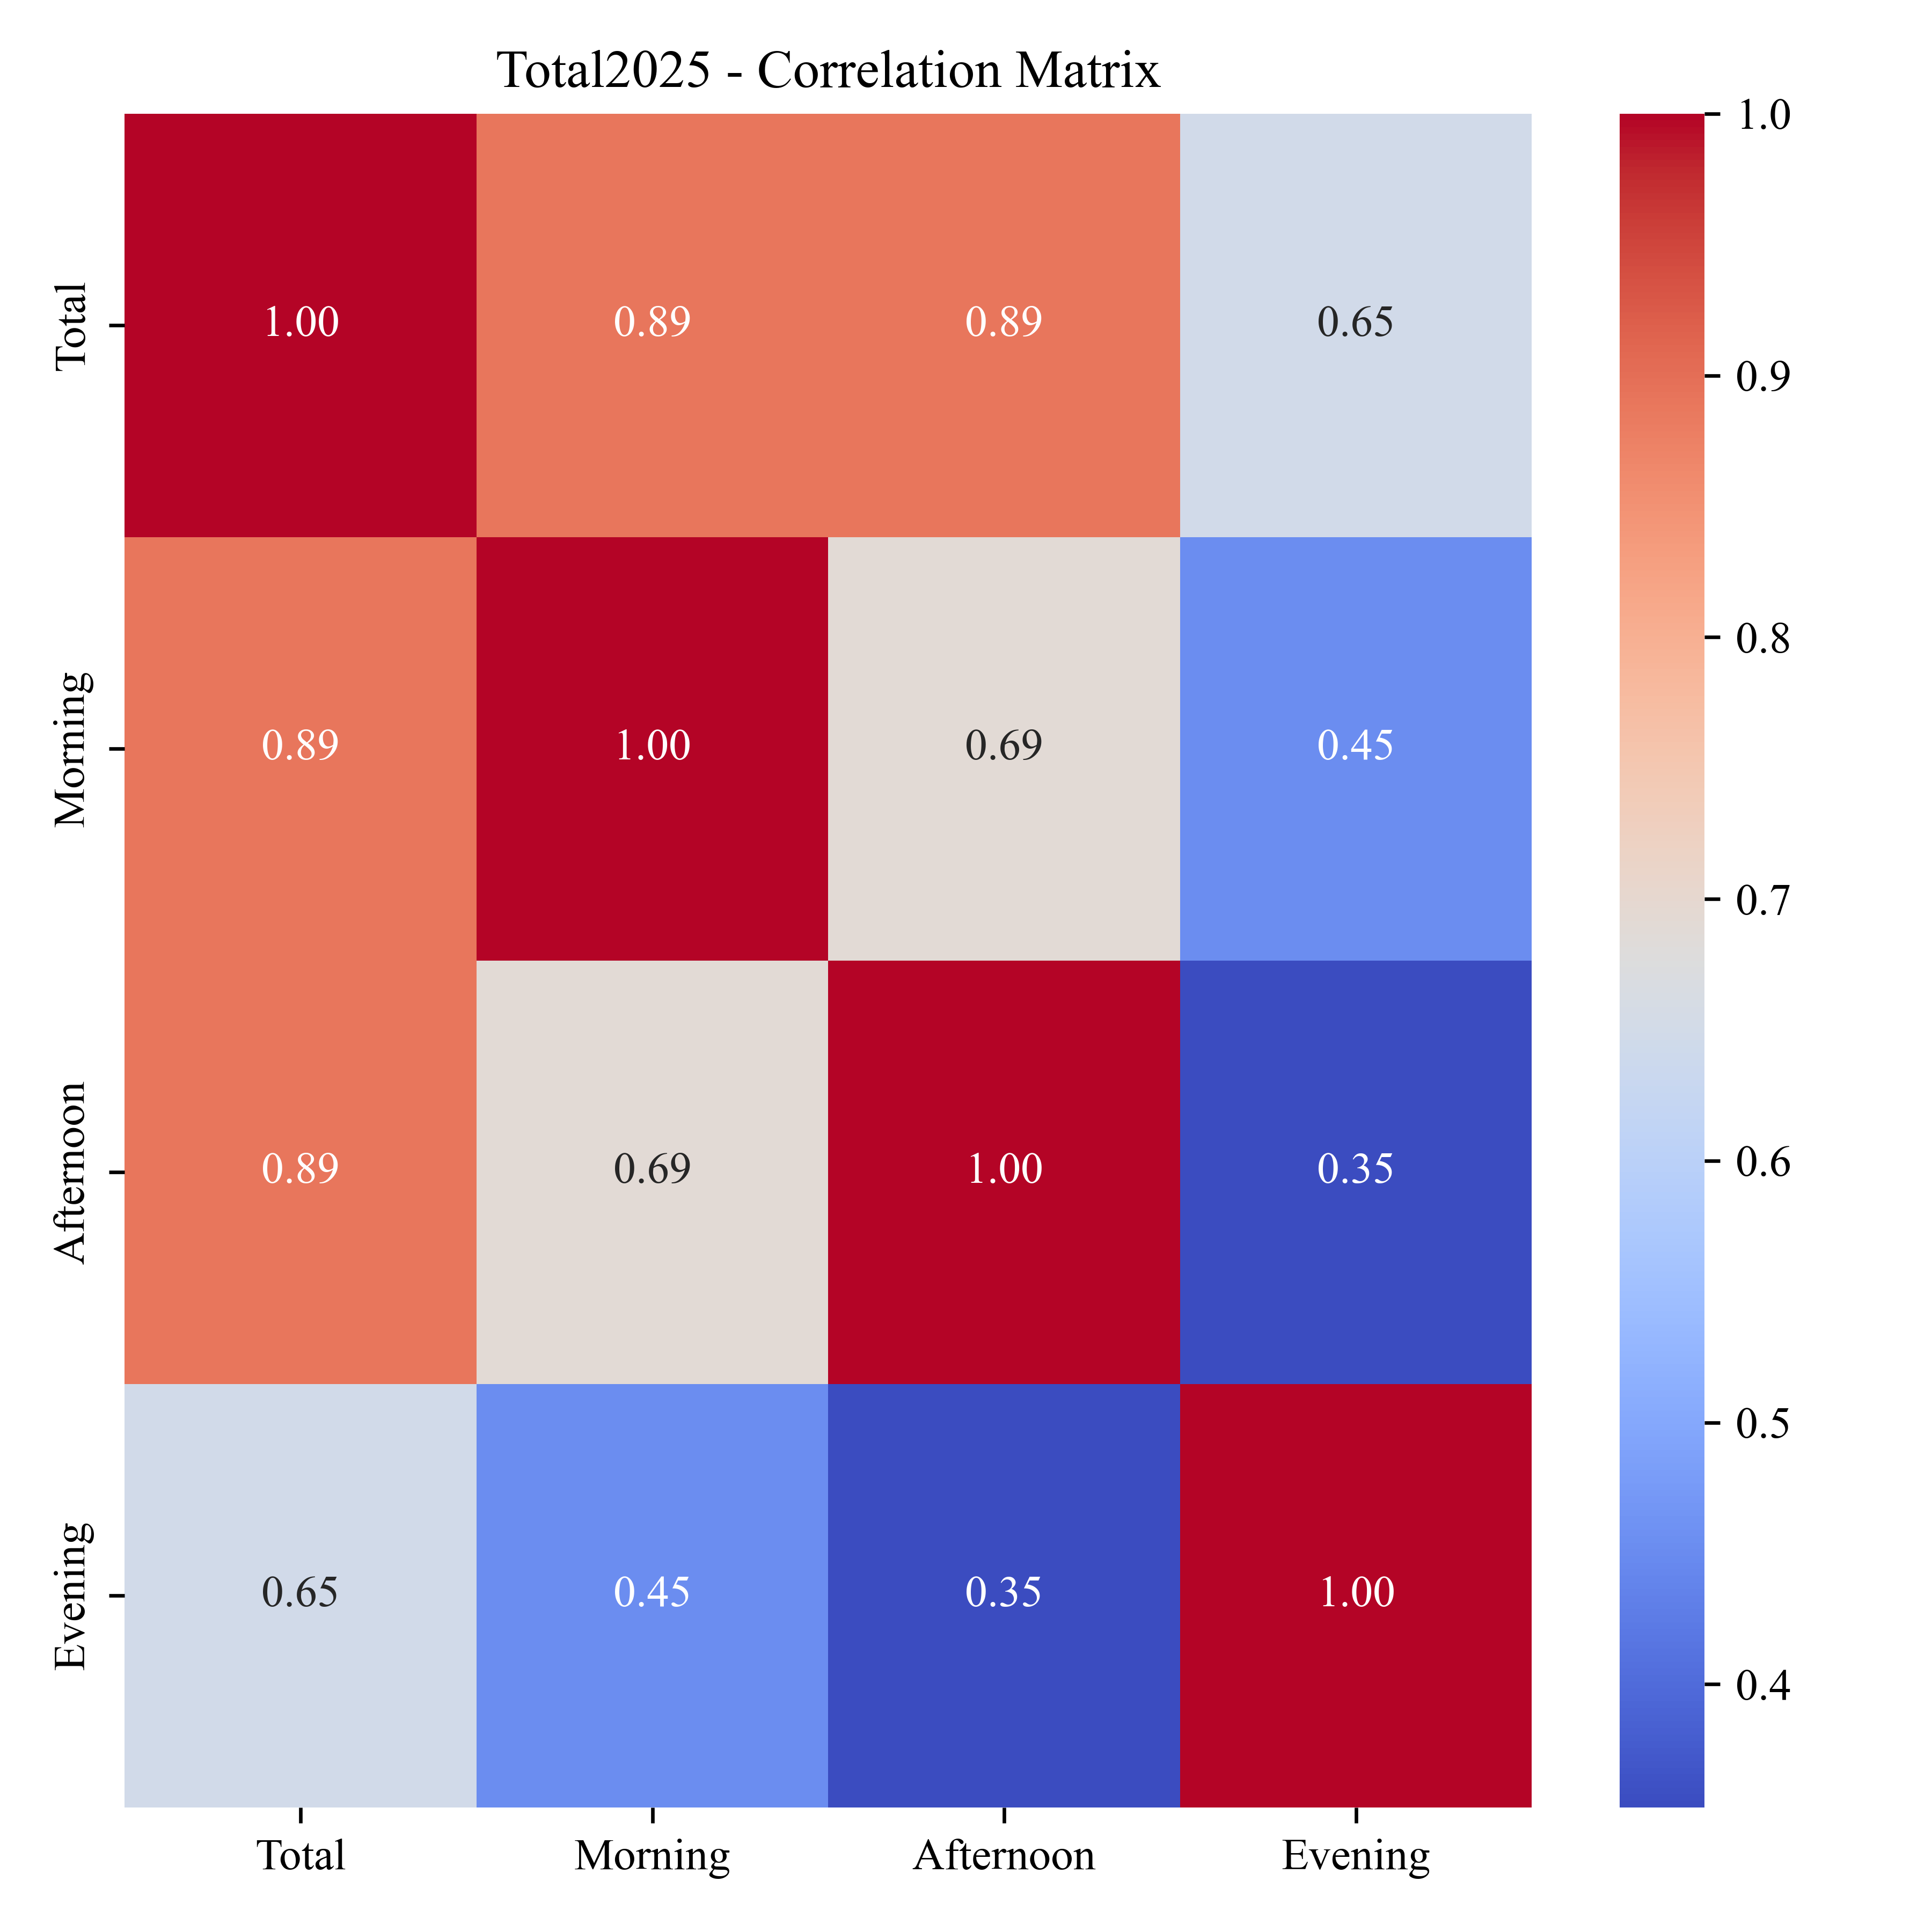 Total2025 - Correlation Matrix
Total 1.00 0.89 0.89 0.65
Morning 0.89 1.00 0.69 0.45
Afternoon 0.89 0.69 1.00 0.35
Evening 0.65 0.45 0.35 1.00
Total Morning Afternoon Evening
1.0
0.9
0.8
0.7
0.6
0.5
0.4